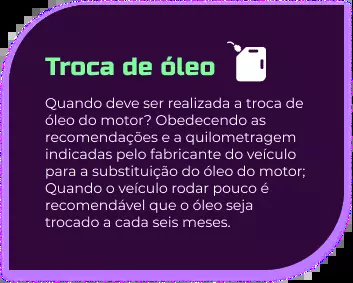 Troca de óleo
Quando deve ser realizada a troca de
óleo do motor? Obedecendo as
recomendações e a quilometragem
indicadas pelo fabricante do veículo
para a substituição do óleo do motor;
Quando o veículo rodar pouco é
recomendável que o óleo seja
trocado a cada seis meses.